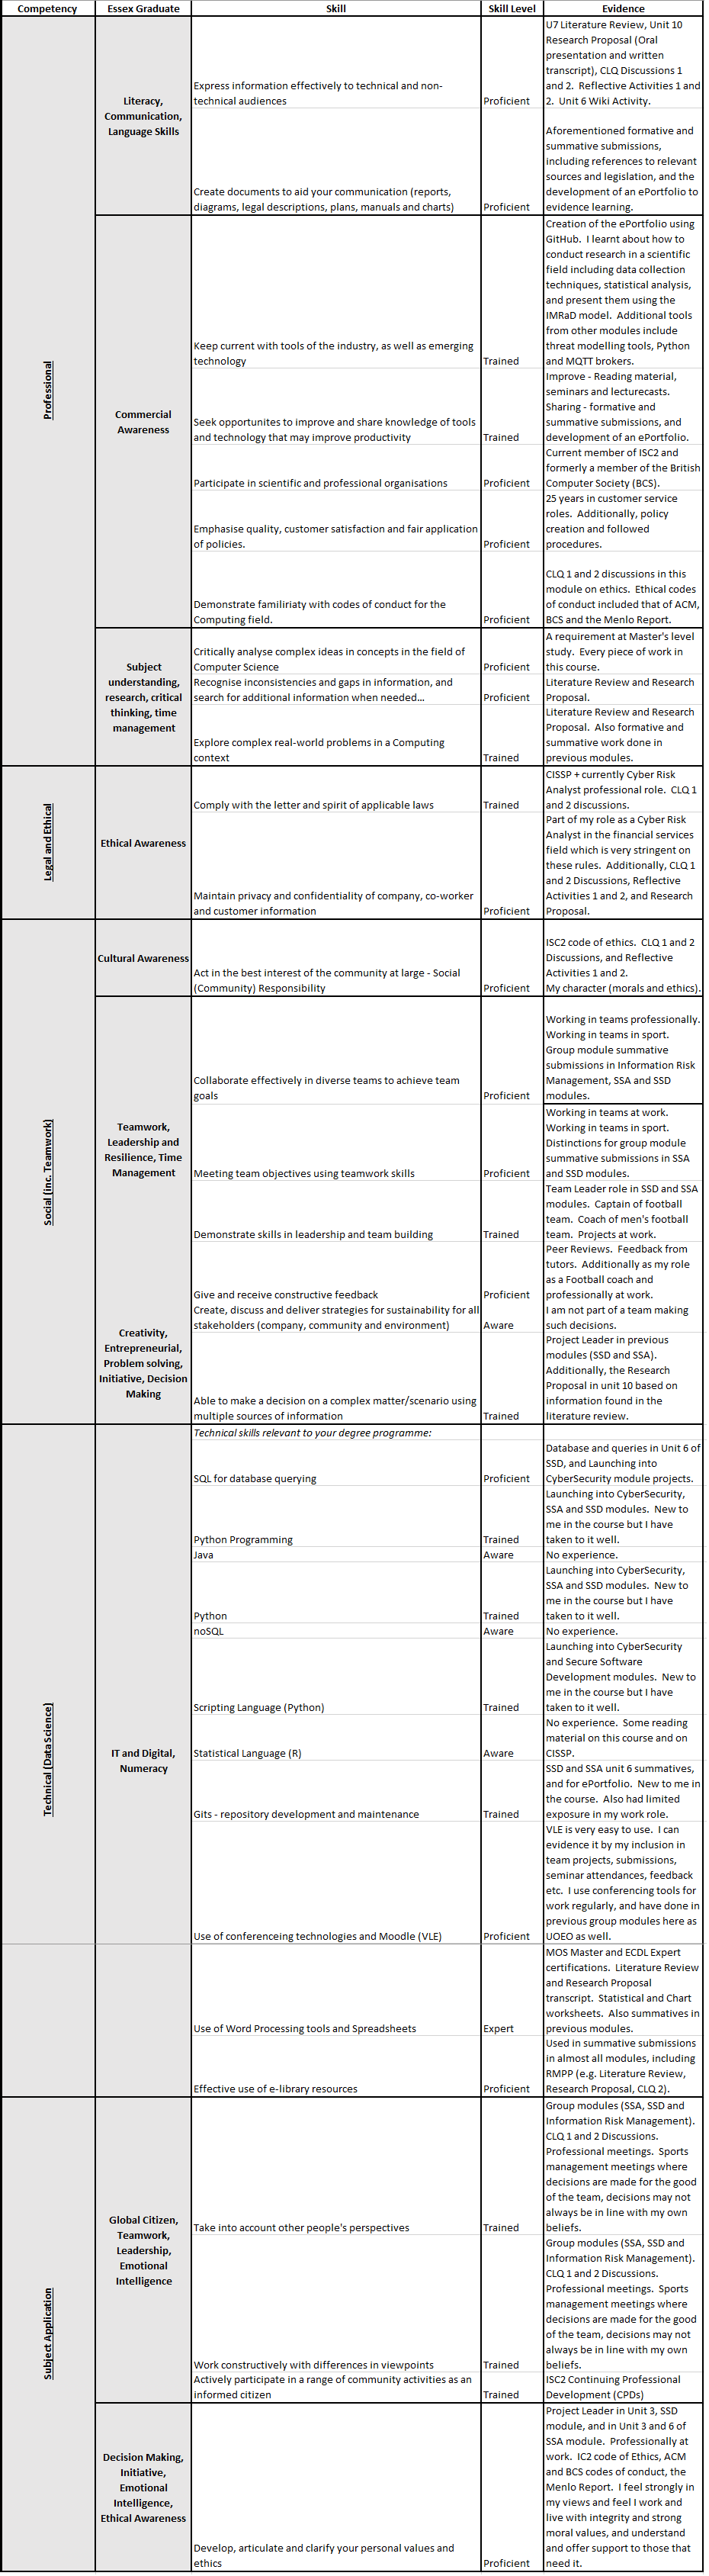 Competency Essex Graduate Skill Skill Level Evidence
Professional
Literacy,
Communication,
Language Skills
Express information effectively to technical and non-
technical audiences
Proficient
U7 Literature Review, Unit 10
Research Proposal (Oral
presentation and written
transcript), CLQ Discussions 1
and 2. Reflective Activities 1 and
2. Unit 6 Wiki Activity.
Create documents to aid your communication (reports,
diagrams, legal descriptions, plans, manuals and charts)
Proficient
Aforementioned formative and
summative submissions,
including references to relevant
sources and legislation, and the
development of an ePortfolio to
evidence learning.
Commercial
Awareness
Keep current with tools of the industry, as well as emerging
technology
Trained
Creation of the ePortfolio using
GitHub. I learnt about how to
conduct research in a scientific
field including data collection
techniques, statistical analysis,
and present them using the
IMRaD model. Additional tools
from other modules include
threat modelling tools, Python
and MQTT brokers.
Seek opportunites to improve and share knowledge of tools
and technology that may improve productivity
Trained
Improve - Reading material,
seminars and lecturecasts.
Sharing - formative and
summative submissions, and
development of an ePortfolio.
Participate in scientific and professional organisations
Proficient
Current member of ISC2 and
formerly a member of the British
Computer Society (BCS).
Emphasise quality, customer satisfaction and fair application
of policies.
Proficient
25 years in customer service
roles. Additionally, policy
creation and followed
procedures.
Demonstrate familiriaty with codes of conduct for the
Computing field.
Proficient
CLQ 1 and 2 discussions in this
module on ethics. Ethical codes
of conduct included that of ACM,
BCS and the Menlo Report.
Subject
understanding,
research, critical
thinking, time
management
Critically analyse complex ideas in concepts in the field of
Computer Science
Proficient
A requirement at Master's level
study. Every piece of work in
this course.
Recognise inconsistencies and gaps in information, and
search for additional information when needed...
Proficient
Literature Review and Research
Proposal.
Explore complex real-world problems in a Computing
context
Trained
Literature Review and Research
Proposal. Also formative and
summative work done in
previous modules.
Legal and Ethical
Ethical Awareness
Comply with the letter and spirit of applicable laws
Trained
CISSP + currently Cyber Risk
Analyst professional role. CLQ 1
and 2 discussions.
Maintain privacy and confidentiality of company, co-worker
and customer information
Proficient
Part of my role as a Cyber Risk
Analyst in the financial services
field which is very stringent on
these rules. Additionally, CLQ 1
and 2 Discussions, Reflective
Activities 1 and 2, and Research
Proposal.
Social (inc. Teamwork)
Cultural Awareness
Act in the best interest of the community at large - Social
(Community) Responsibility
Proficient
ISC2 code of ethics. CLQ 1 and 2
Discussions, and Reflective
Activities 1 and 2.
My character (morals and ethics).
Teamwork,
Leadership and
Resilience, Time
Management
Collaborate effectively in diverse teams to achieve team
goals
Proficient
Working in teams professionally.
Working in teams in sport.
Group module summative
submissions in Information Risk
Management, SSA and SSD
modules.
Meeting team objectives using teamwork skills
Proficient
Working in teams at work.
Working in teams in sport.
Distinctions for group module
summative submissions in SSA
and SSD modules.
Demonstrate skills in leadership and team building
Trained
Team Leader role in SSD and SSA
modules. Captain of football
team. Coach of men's football
team. Projects at work.
Creativity,
Entrepreneurial,
Problem solving,
Initiative, Decision
Making
Give and receive constructive feedback
Proficient
Peer Reviews. Feedback from
tutors. Additionally as my role
as a Football coach and
professionally at work.
Create, discuss and deliver strategies for sustainability for all
stakeholders (company, community and environment)
Aware
I am not part of a team making
such decisions.
Able to make a decision on a complex matter/scenario using
multiple sources of information
Trained
Project Leader in previous
modules (SSD and SSA).
Additionally, the Research
Proposal in unit 10 based on
information found in the
literature review.
Technical (Data Science)
IT and Digital,
Numeracy
Technical skills relevant to your degree programme:
SQL for database querying
Proficient
Database and queries in Unit 6 of
SSD, and Launching into
CyberSecurity module projects.
Python Programming
Trained
Launching into CyberSecurity,
SSA and SSD modules. New to
me in the course but I have
taken to it well.
Java
Aware
No experience.
Python
Trained
Launching into CyberSecurity,
SSA and SSD modules. New to
me in the course but I have
taken to it well.
noSQL
Aware
No experience.
Scripting Language (Python)
Trained
Launching into CyberSecurity
and Secure Software
Development modules. New to
me in the course but I have
taken to it well.
Statistical Language (R)
Aware
No experience. Some reading
material on this course and on
CISSP.
Gits - repository development and maintenance
Trained
SSD and SSA unit 6 summatives,
and for ePortfolio. New to me in
the course. Also had limited
exposure in my work role.
Use of conferenceing technologies and Moodle (VLE)
Proficient
VLE is very easy to use. I can
evidence it by my inclusion in
team projects, submissions,
seminar attendances, feedback
etc. I use conferencing tools for
work regularly, and have done in
previous group modules here as
UOEO as well.
Use of Word Processing tools and Spreadsheets
Expert
MOS Master and ECDL Expert
certifications. Literature Review
and Research Proposal
transcript. Statistical and Chart
worksheets. Also summatives in
previous modules.
Effective use of e-library resources
Proficient
Used in summative submissions
in almost all modules, including
RMPP (e.g. Literature Review,
Research Proposal, CLQ 2).
Subject Application
Global Citizen,
Teamwork,
Leadership,
Emotional
Intelligence
Take into account other people's perspectives
Trained
Group modules (SSA, SSD and
Information Risk Management).
CLQ 1 and 2 Discussions.
Professional meetings. Sports
management meetings where
decisions are made for the good
of the team, decisions may not
always be in line with my own
beliefs.
Work constructively with differences in viewpoints
Trained
Group modules (SSA, SSD and
Information Risk Management).
CLQ 1 and 2 Discussions.
Professional meetings. Sports
management meetings where
decisions are made for the good
of the team, decisions may not
always be in line with my own
beliefs.
Actively participate in a range of community activities as an
informed citizen
Trained
ISC2 Continuing Professional
Development (CPDs)
Decision Making,
Initiative,
Emotional
Intelligence,
Ethical Awareness
Develop, articulate and clarify your personal values and
ethics
Proficient
Project Leader in Unit 3, SSD
module, and in Unit 3 and 6 of
SSA module. Professionally at
work. IC2 code of Ethics, ACM
and BCS codes of conduct, the
Menlo Report. I feel strongly in
my views and feel I work and
live with integrity and strong
moral values, and understand
and offer support to those that
need it.